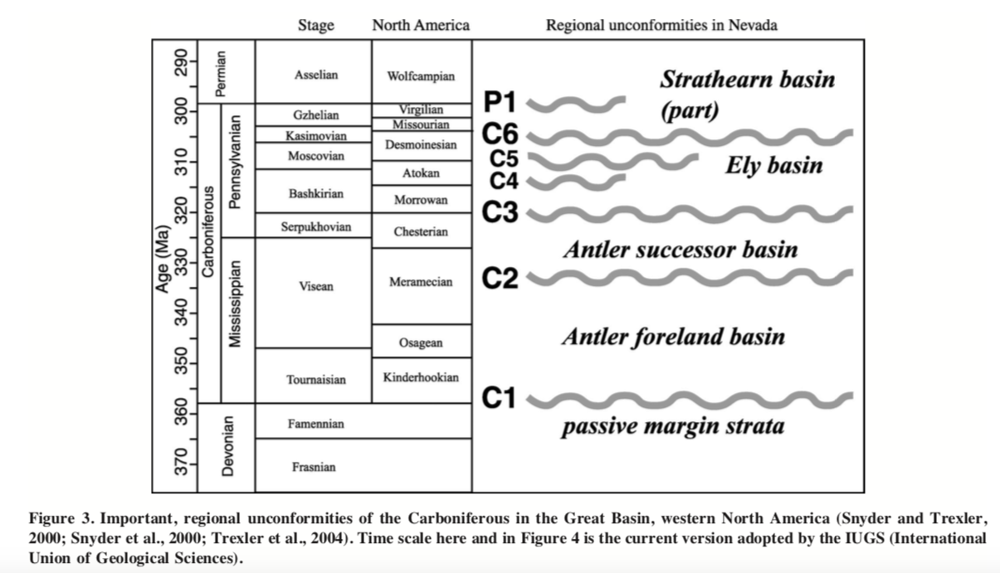 Stage North America Regional unconformities in Nevada
Age (Ma)
290
300
310
320
330
340
350
360
370
Permian
Carboniferous
Pennsylvanian
Mississippian
Devonian
Asselian
Gzhelian
Kasimovian
Moscovian
Bashkirian
Serpukhovian
Visean
Tournaisian
Famennian
Frasnian
Wolfcampian
Virgilian
Missourian
Desmoinesian
Atokan
Morrowan
Chesterian
Meramecian
Osagean
Kinderhookian
Strathearn basin
(part)
P1
C6
C5
Ely basin
C4
C3
Antler successor basin
C2
Antler foreland basin
C1
passive margin strata
Figure 3. Important, regional unconformities of the Carboniferous in the Great Basin, western North America (Snyder and Trexler,
2000; Snyder et al., 2000; Trexler et al., 2004). Time scale here and in Figure 4 is the current version adopted by the IUGS (International
Union of Geological Sciences).